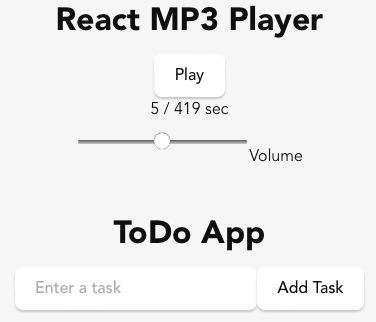 React MP3 Player
Play
5 / 419 sec
Volume
ToDo App
Enter a task
Add Task